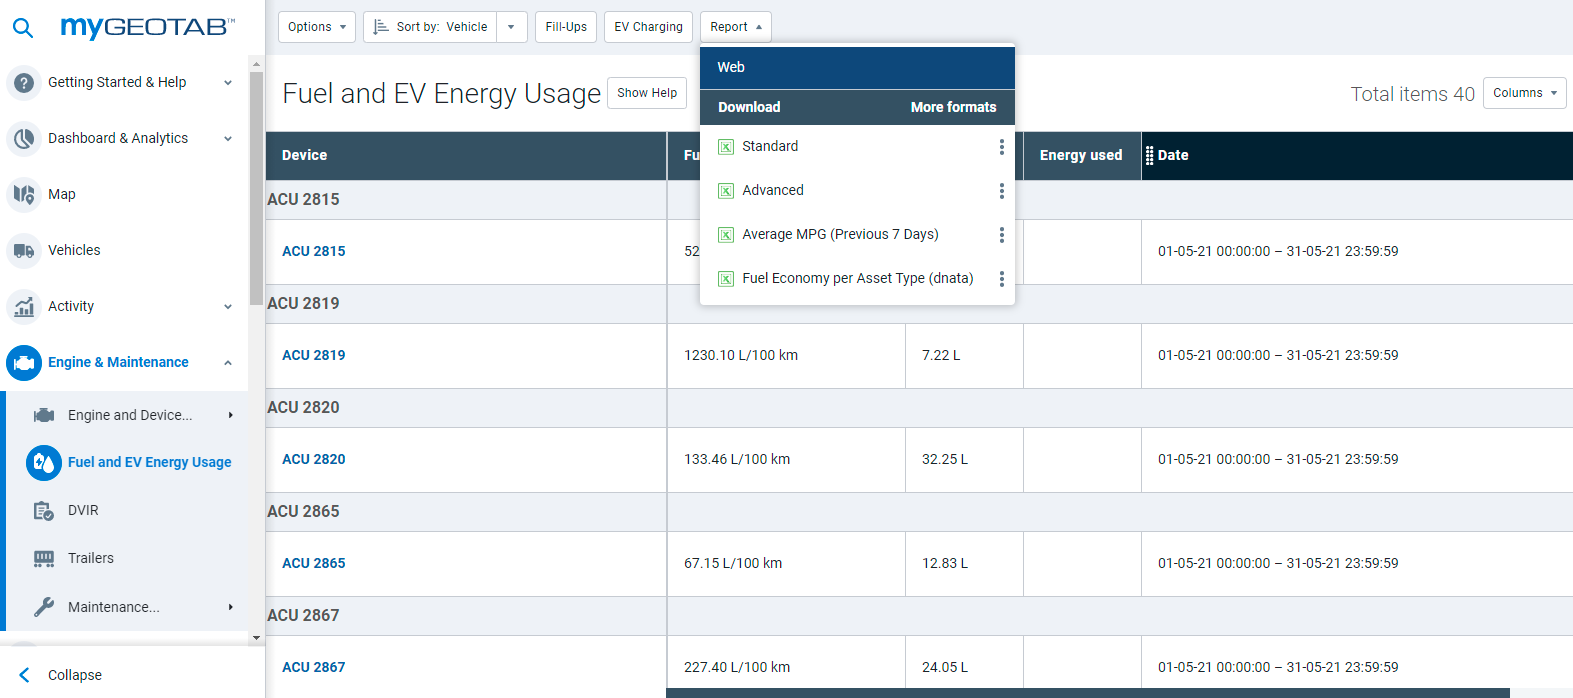 myGEOTAB™
Options
Sort by: Vehicle
Fill-Ups
EV Charging
Report
Getting Started & Help
Dashboard & Analytics
Map
Vehicles
Activity
Engine & Maintenance
Engine and Device...
Fuel and EV Energy Usage
DVIR
Trailers
Maintenance...
Collapse
Fuel and EV Energy Usage
Show Help
Total items 40
Columns
Web
Download More formats
Standard
Advanced
Average MPG (Previous 7 Days)
Fuel Economy per Asset Type (dnata)
Device Fu Energy used Date
ACU 2815
ACU 2815 52 01-05-21 00:00:00 – 31-05-21 23:59:59
ACU 2819
ACU 2819 1230.10 L/100 km 7.22 L 01-05-21 00:00:00 – 31-05-21 23:59:59
ACU 2820
ACU 2820 133.46 L/100 km 32.25 L 01-05-21 00:00:00 – 31-05-21 23:59:59
ACU 2865
ACU 2865 67.15 L/100 km 12.83 L 01-05-21 00:00:00 – 31-05-21 23:59:59
ACU 2867
ACU 2867 227.40 L/100 km 24.05 L 01-05-21 00:00:00 – 31-05-21 23:59:59